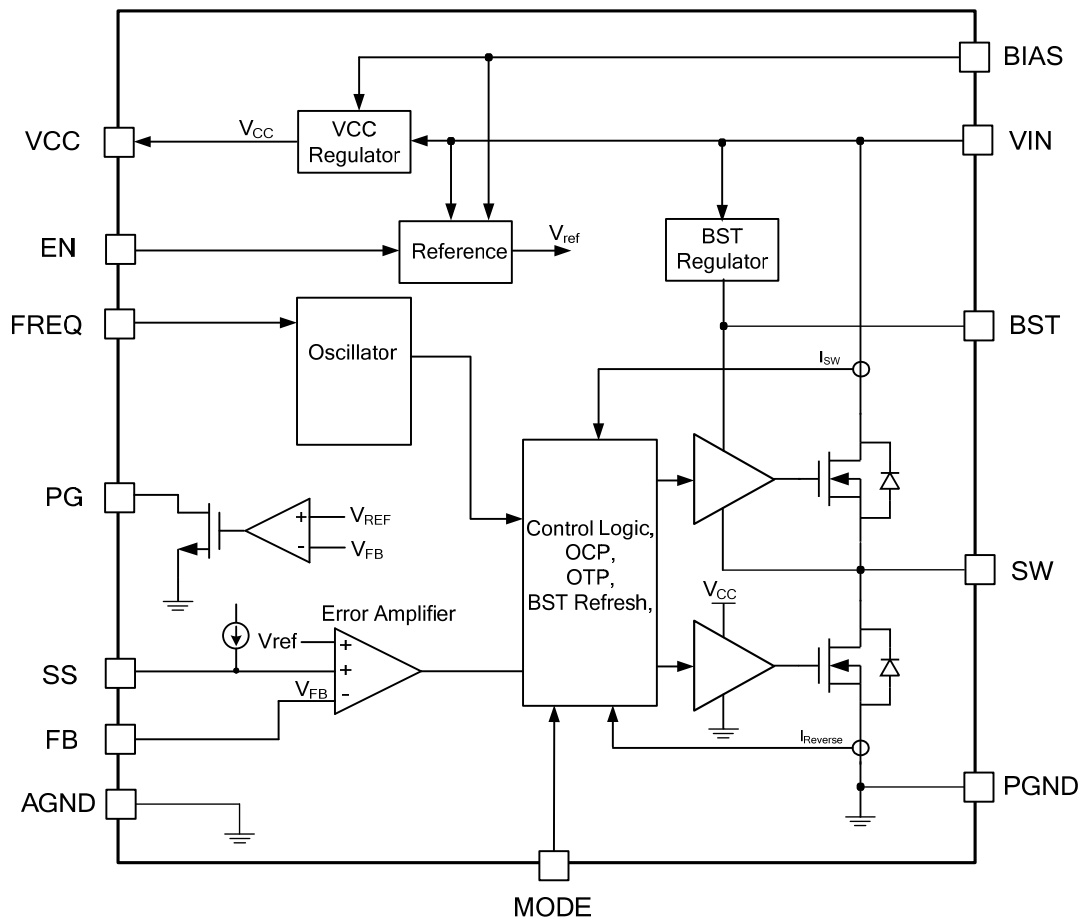 BIAS
VCC
VCC
VCC
Regulator
VIN
EN
Reference
Vref
BST
Regulator
FREQ
Oscillator
BST
ISW
PG
+
VREF
-
VFB
Control Logic,
OCP,
OTP,
BST Refresh,
SW
VCC
Error Amplifier
Vref
+
SS
+
VFB
-
FB
IReverse
AGND
PGND
MODE